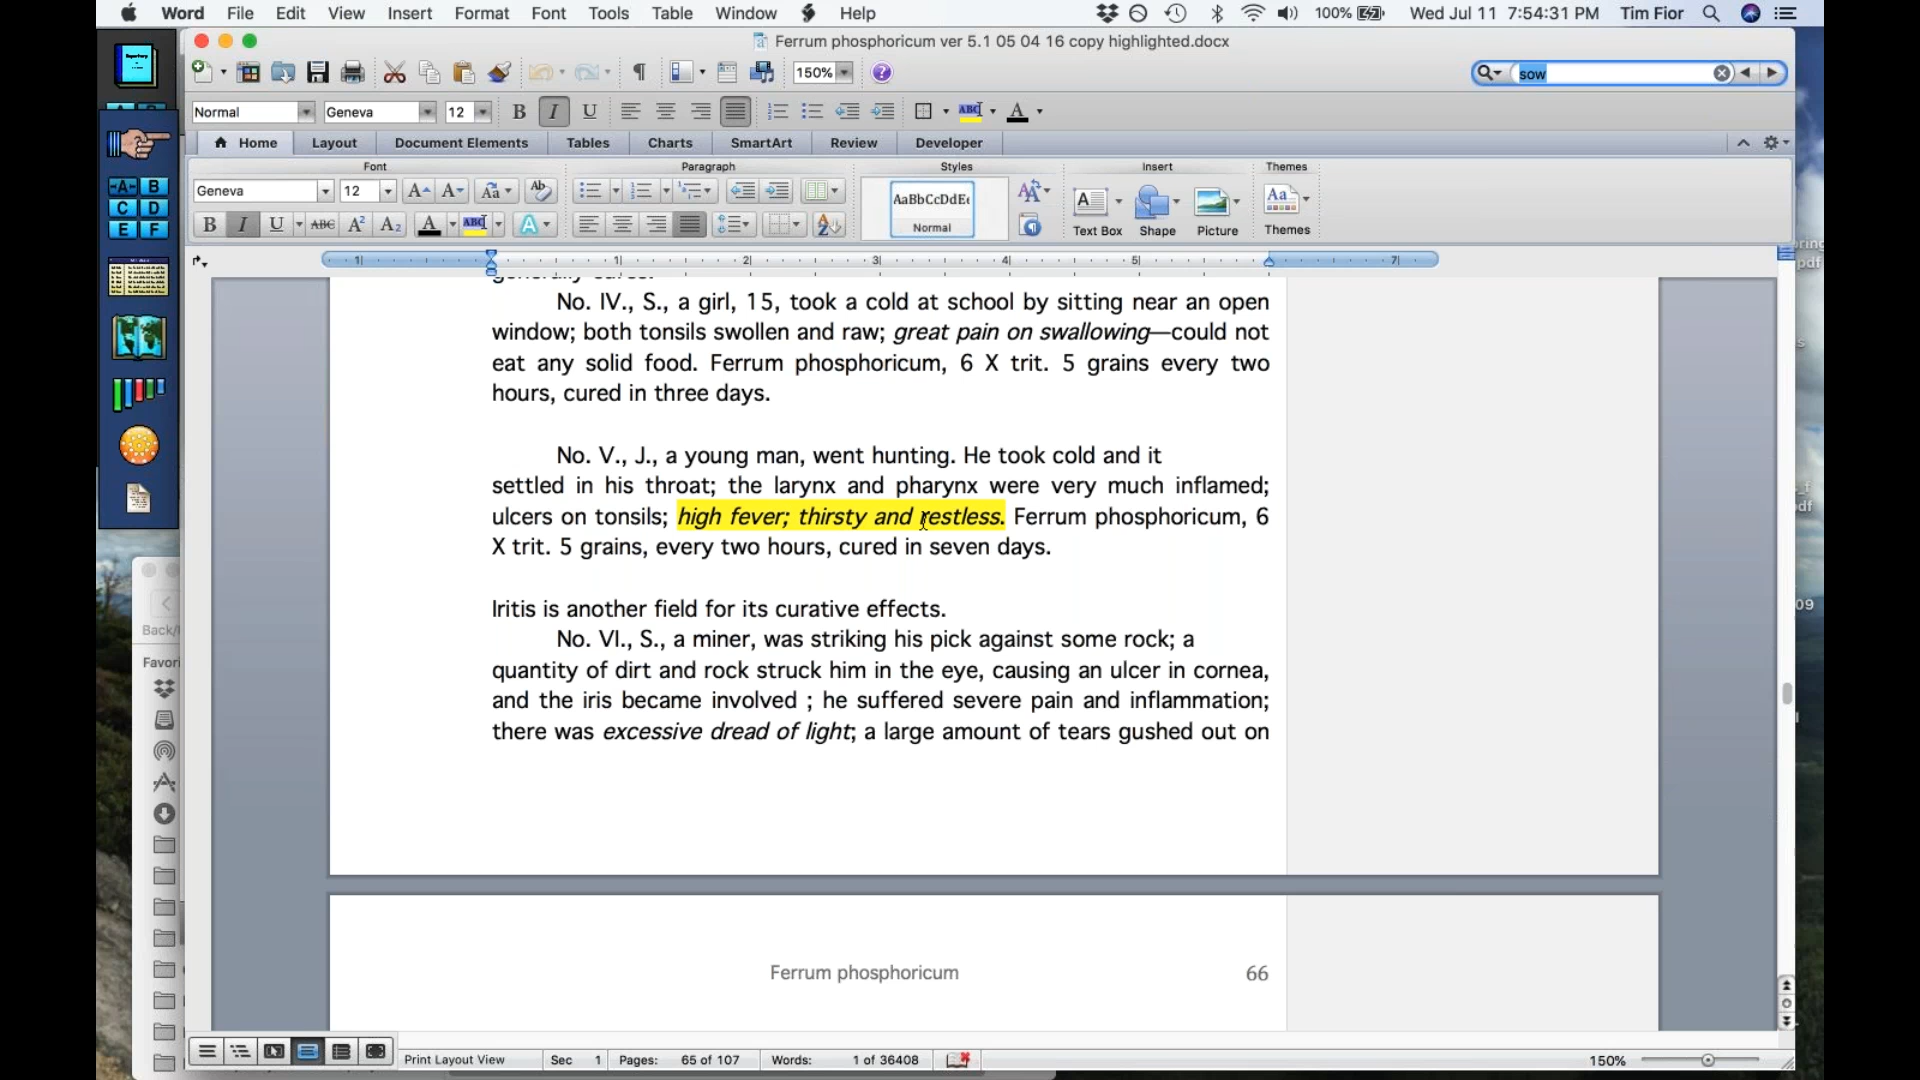 Word File Edit View Insert Format Font Tools Table Window Help 100% Wed Jul 11 7:54:31 PM Tim Fior
Ferrum phosphoricum ver 5.1 05 04 16 copy highlighted.docx
150% sow
Normal Geneva 12 B I U ABC A
Home Layout Document Elements Tables Charts SmartArt Review Developer
Font Paragraph Styles Insert Themes
Geneva 12 AaBbCcDdEe
B I U ABC Normal Text Box Shape Picture Themes
No. IV., S., a girl, 15, took a cold at school by sitting near an open
window; both tonsils swollen and raw; great pain on swallowing—could not
eat any solid food. Ferrum phosphoricum, 6 X trit. 5 grains every two
hours, cured in three days.
No. V., J., a young man, went hunting. He took cold and it
settled in his throat; the larynx and pharynx were very much inflamed;
ulcers on tonsils; high fever; thirsty and restless. Ferrum phosphoricum, 6
X trit. 5 grains, every two hours, cured in seven days.
Iritis is another field for its curative effects.
No. VI., S., a miner, was striking his pick against some rock; a
quantity of dirt and rock struck him in the eye, causing an ulcer in cornea,
and the iris became involved ; he suffered severe pain and inflammation;
there was excessive dread of light; a large amount of tears gushed out on
Ferrum phosphoricum 66
Print Layout View Sec 1 Pages: 65 of 107 Words: 1 of 36408 150%
A B
C D
E F
Back/
Favori